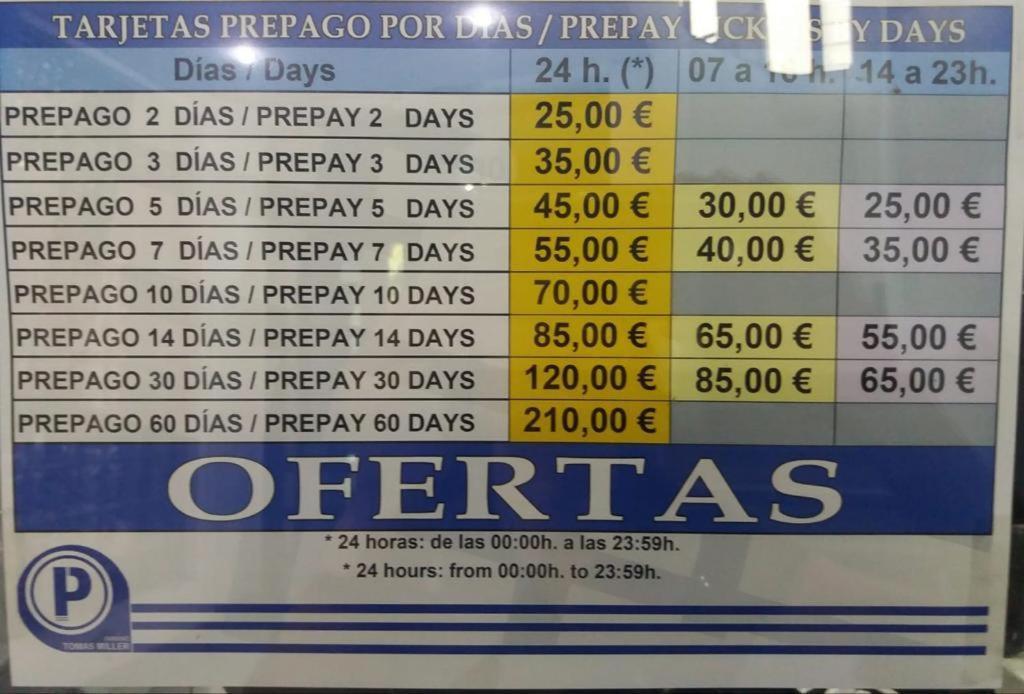 TARJETAS PREPAGO POR DÍAS / PREPAY DAYS
Días / Days 24 h. (*) 07 a h. 14 a 23h.
PREPAGO 2 DÍAS / PREPAY 2 DAYS 25,00 €
PREPAGO 3 DÍAS / PREPAY 3 DAYS 35,00 €
PREPAGO 5 DÍAS / PREPAY 5 DAYS 45,00 € 30,00 € 25,00 €
PREPAGO 7 DÍAS / PREPAY 7 DAYS 55,00 € 40,00 € 35,00 €
PREPAGO 10 DÍAS / PREPAY 10 DAYS 70,00 €
PREPAGO 14 DÍAS / PREPAY 14 DAYS 85,00 € 65,00 € 55,00 €
PREPAGO 30 DÍAS / PREPAY 30 DAYS 120,00 € 85,00 € 65,00 €
PREPAGO 60 DÍAS / PREPAY 60 DAYS 210,00 €
OFERTAS
* 24 horas: de las 00:00h. a las 23:59h.
* 24 hours: from 00:00h. to 23:59h.
P
TOMAS MILLER